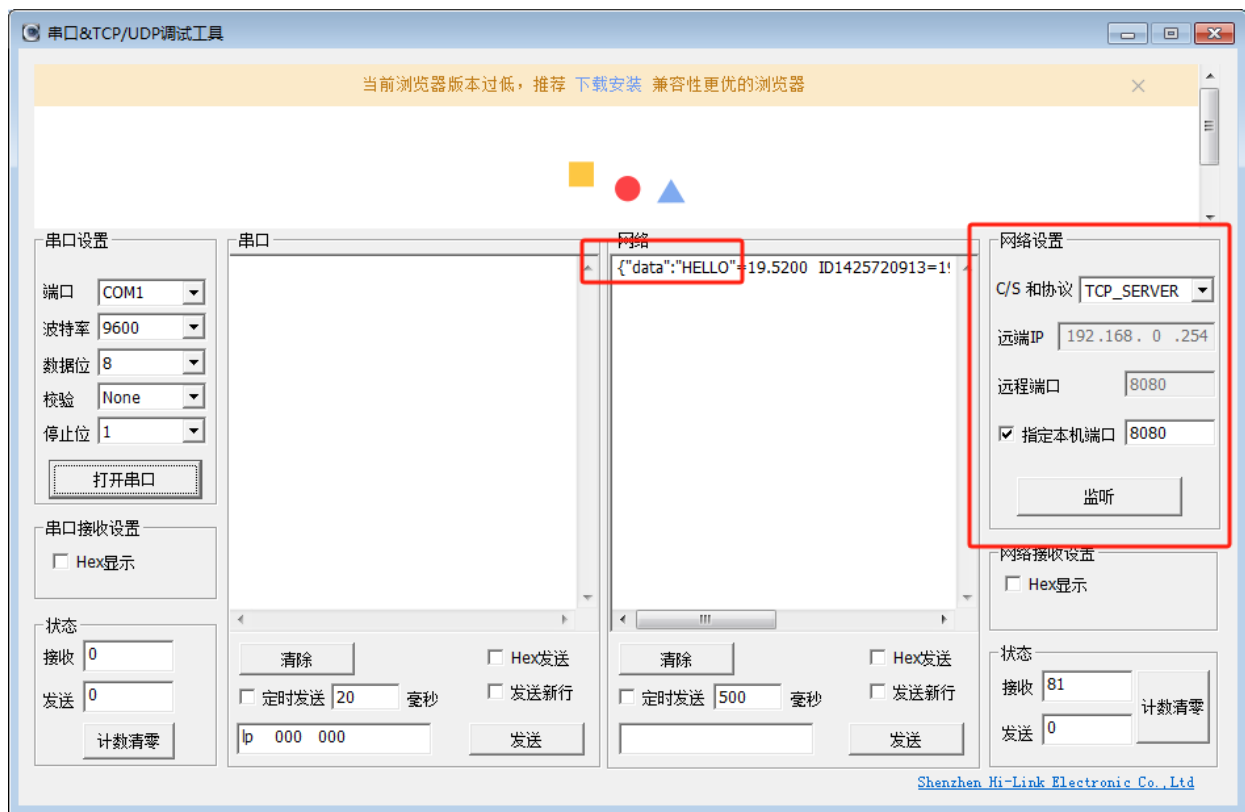 串口&TCP/UDP调试工具
当前浏览器版本过低，推荐 下载安装 兼容性更优的浏览器
串口设置
端口 COM1
波特率 9600
数据位 8
校验 None
停止位 1
打开串口
串口接收设置
Hex显示
状态
接收 0
发送 0
计数清零
串口
清除
Hex发送
定时发送 20 毫秒
发送新行
lp 000 000
发送
网络
{"data":"HELLO"=19.5200 ID1425720913=19
清除
Hex发送
定时发送 500 毫秒
发送新行
发送
网络设置
C/S 和协议 TCP_SERVER
远端IP 192.168. 0 .254
远程端口 8080
指定本机端口 8080
监听
网络接收设置
Hex显示
状态
接收 81
发送 0
计数清零
Shenzhen Hi-Link Electronic Co.,Ltd